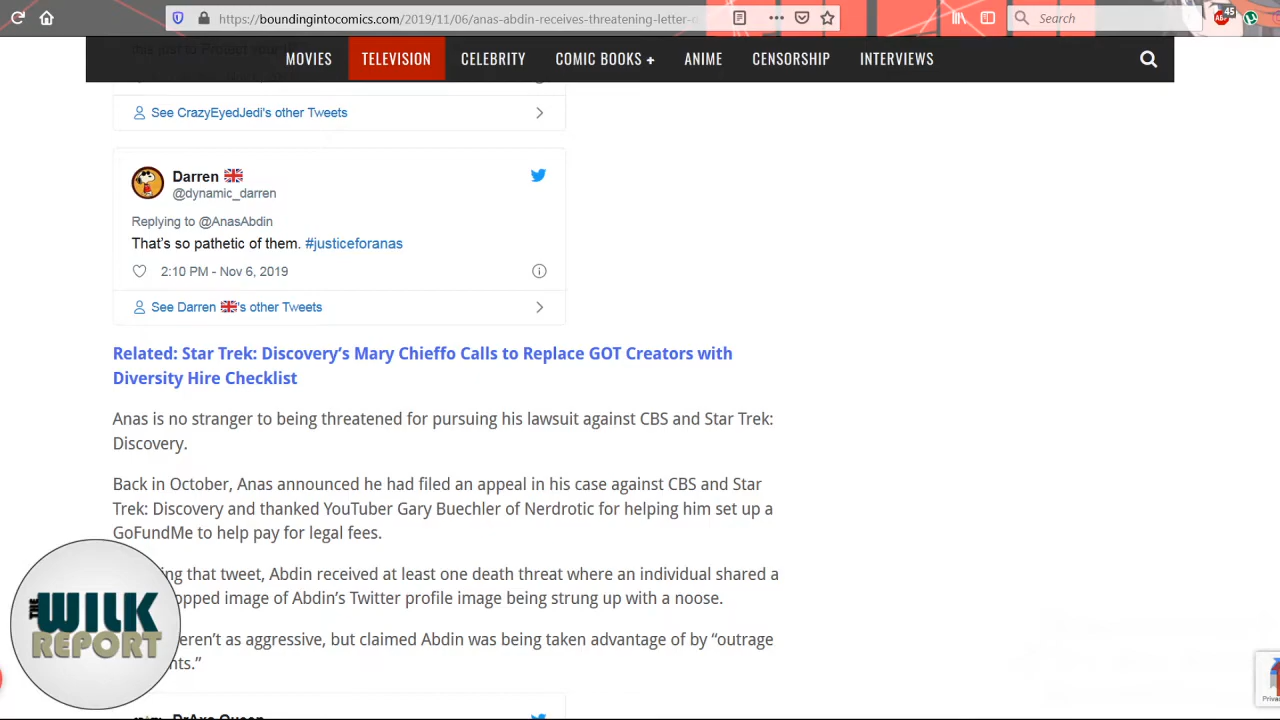 https://boundingintocomics.com/2019/11/06/anas-abdin-receives-threatening-letter-
Search
45
ABP
MOVIES TELEVISION CELEBRITY COMIC BOOKS + ANIME CENSORSHIP INTERVIEWS
See CrazyEyedJedi's other Tweets
Darren
@dynamic_darren
Replying to @AnasAbdin
That's so pathetic of them. #justiceforanas
2:10 PM - Nov 6, 2019
See Darren 's other Tweets
Related: Star Trek: Discovery's Mary Chieffo Calls to Replace GOT Creators with
Diversity Hire Checklist
Anas is no stranger to being threatened for pursuing his lawsuit against CBS and Star Trek:
Discovery.
Back in October, Anas announced he had filed an appeal in his case against CBS and Star
Trek: Discovery and thanked YouTuber Gary Buechler of Nerdrotic for helping him set up a
GoFundMe to help pay for legal fees.
ng that tweet, Abdin received at least one death threat where an individual shared a
opped image of Abdin's Twitter profile image being strung up with a noose.
eren't as aggressive, but claimed Abdin was being taken advantage of by "outrage
nts."
THE WILK
REPORT
Priva